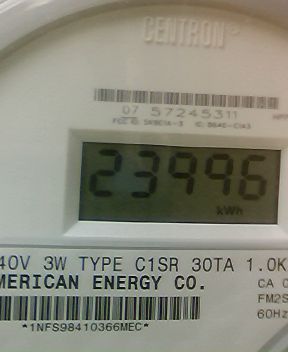 CENTRON®
07 57245311
23996
kWh
40V 3W TYPE C1SR 30TA 1.0K
MERICAN ENERGY CO.
CA 0
FM2S
60Hz
*1NFS98410366MEC*